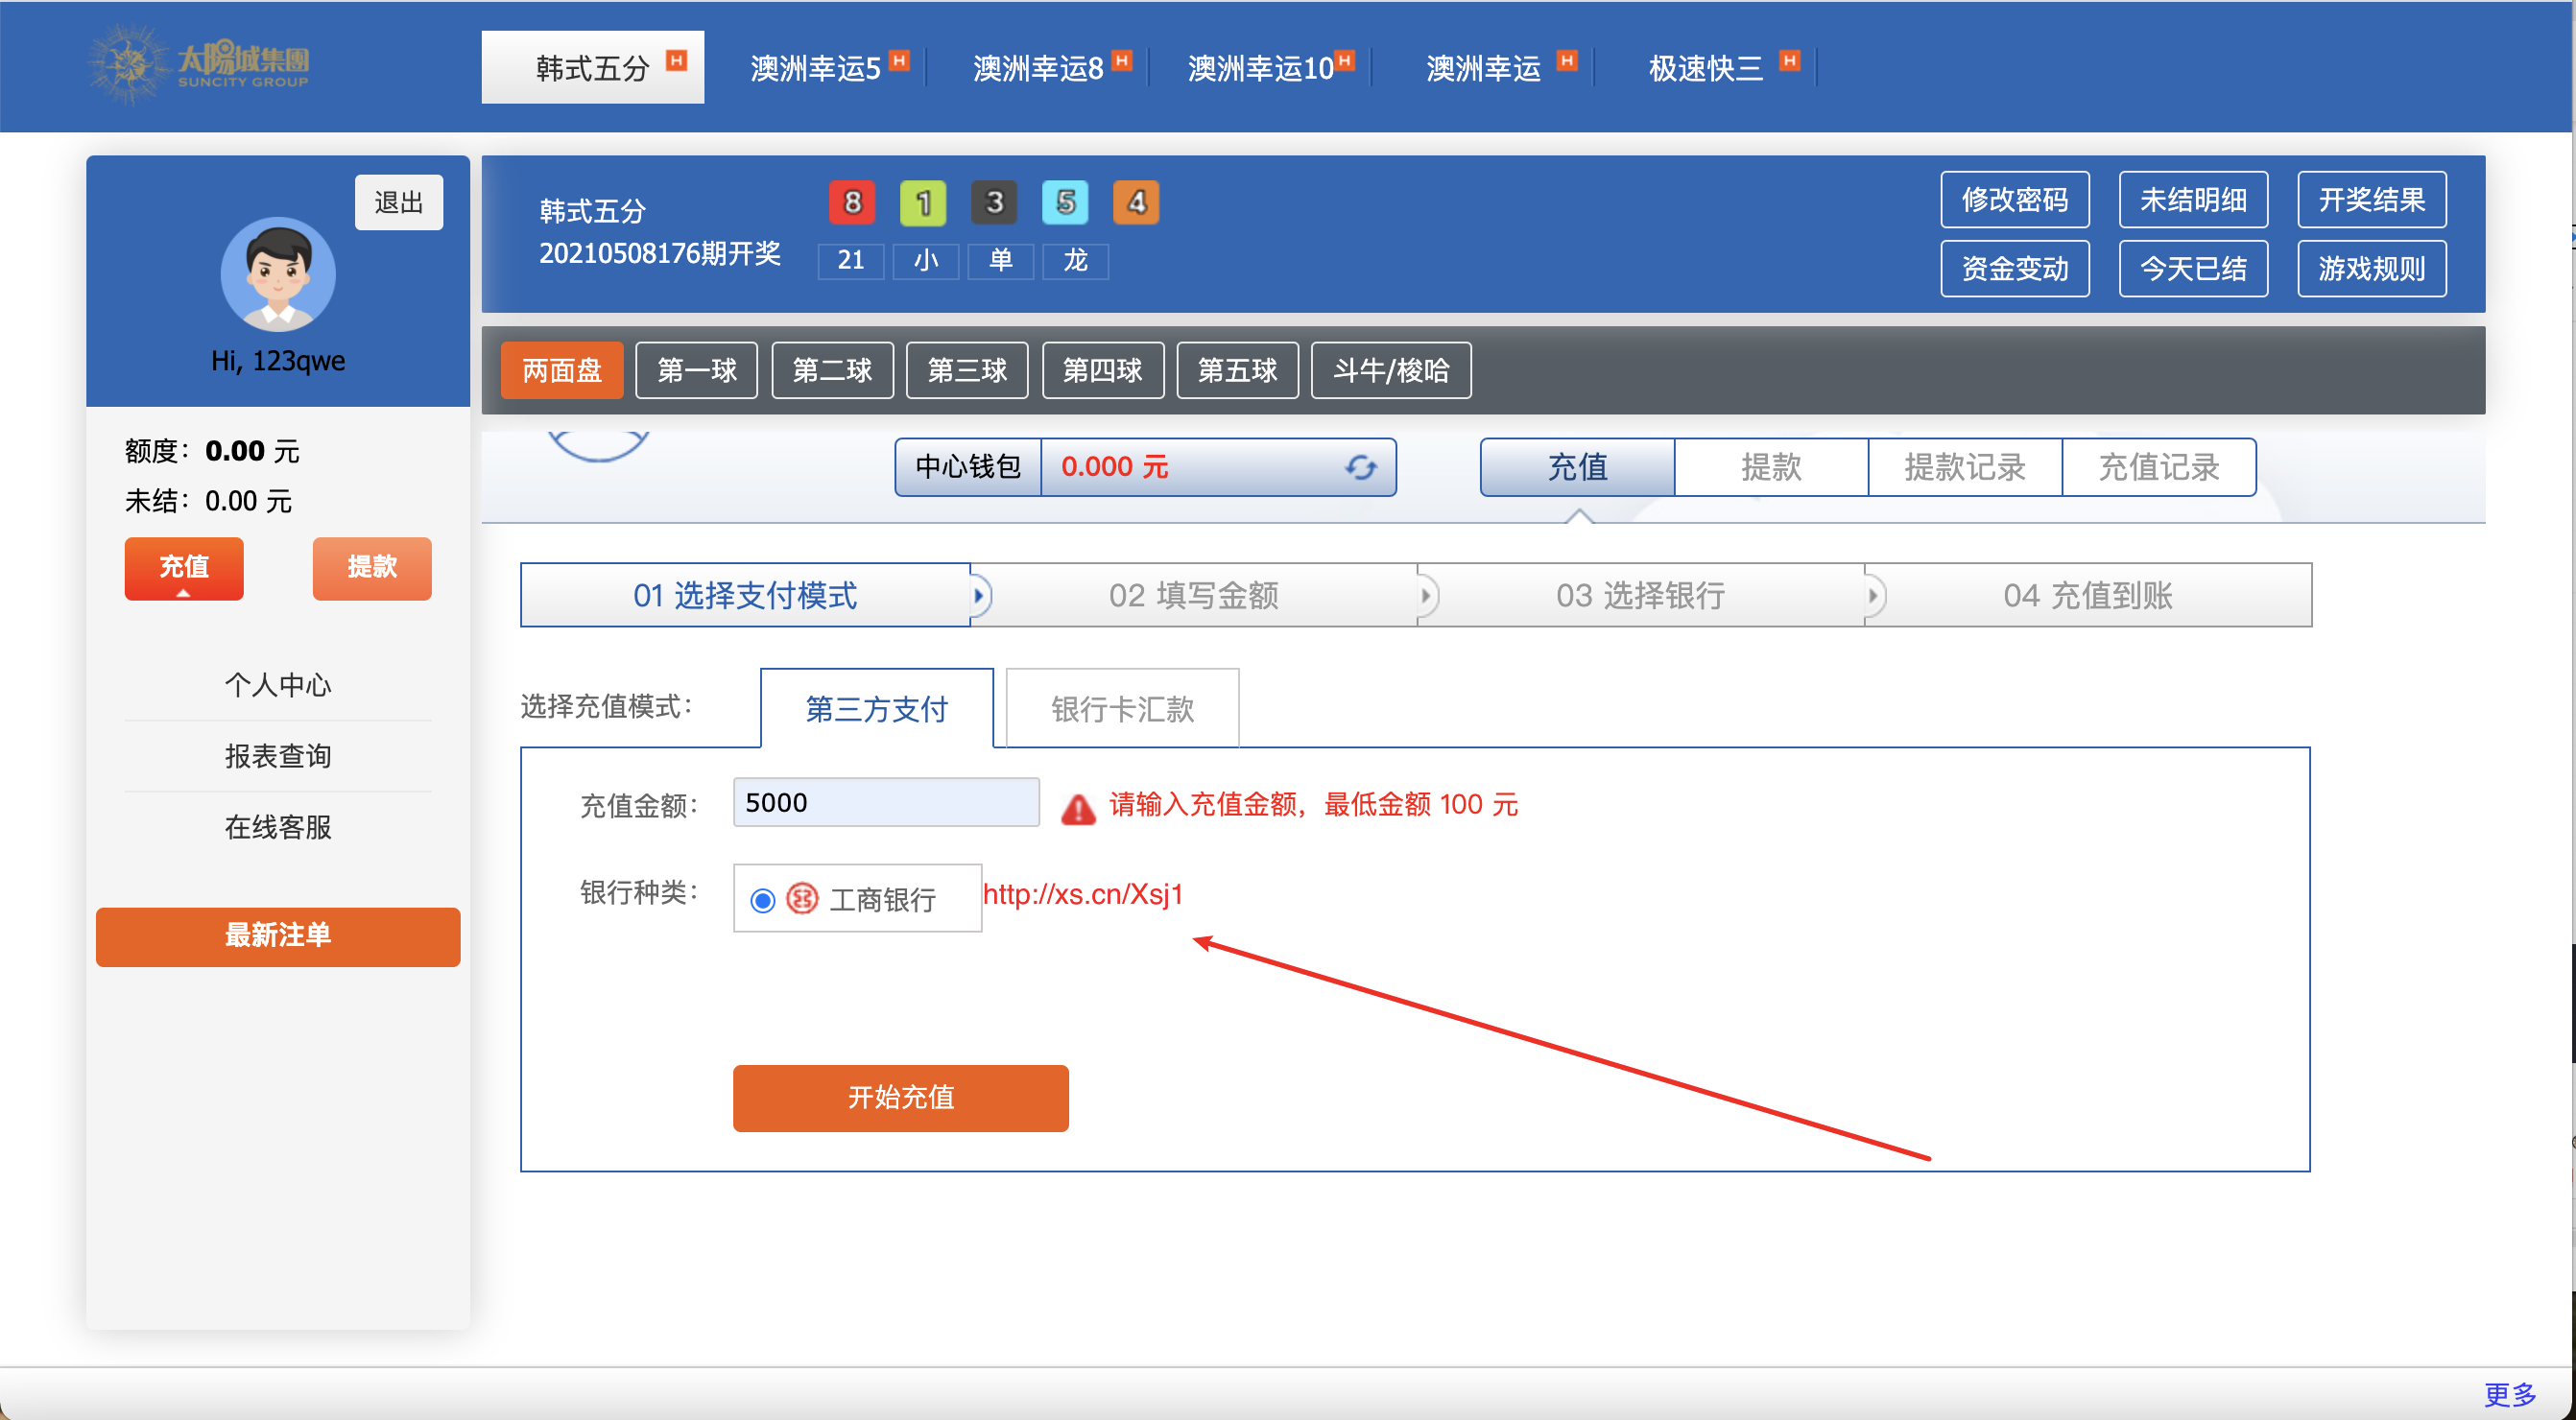 太陽城集團
SUNCITY GROUP
韩式五分 H
澳洲幸运5 H
澳洲幸运8 H
澳洲幸运10 H
澳洲幸运 H
极速快三 H
退出
Hi, 123qwe
额度：0.00 元
未结：0.00 元
充值
提款
个人中心
报表查询
在线客服
最新注单
韩式五分
20210508176期开奖
8 1 3 5 4
21 小 单 龙
修改密码 未结明细 开奖结果
资金变动 今天已结 游戏规则
两面盘 第一球 第二球 第三球 第四球 第五球 斗牛/梭哈
中心钱包 0.000 元
充值 提款 提款记录 充值记录
01 选择支付模式 02 填写金额 03 选择银行 04 充值到账
选择充值模式： 第三方支付 银行卡汇款
充值金额： 5000 请输入充值金额，最低金额 100 元
银行种类： 工商银行 http://xs.cn/Xsj1
开始充值
更多